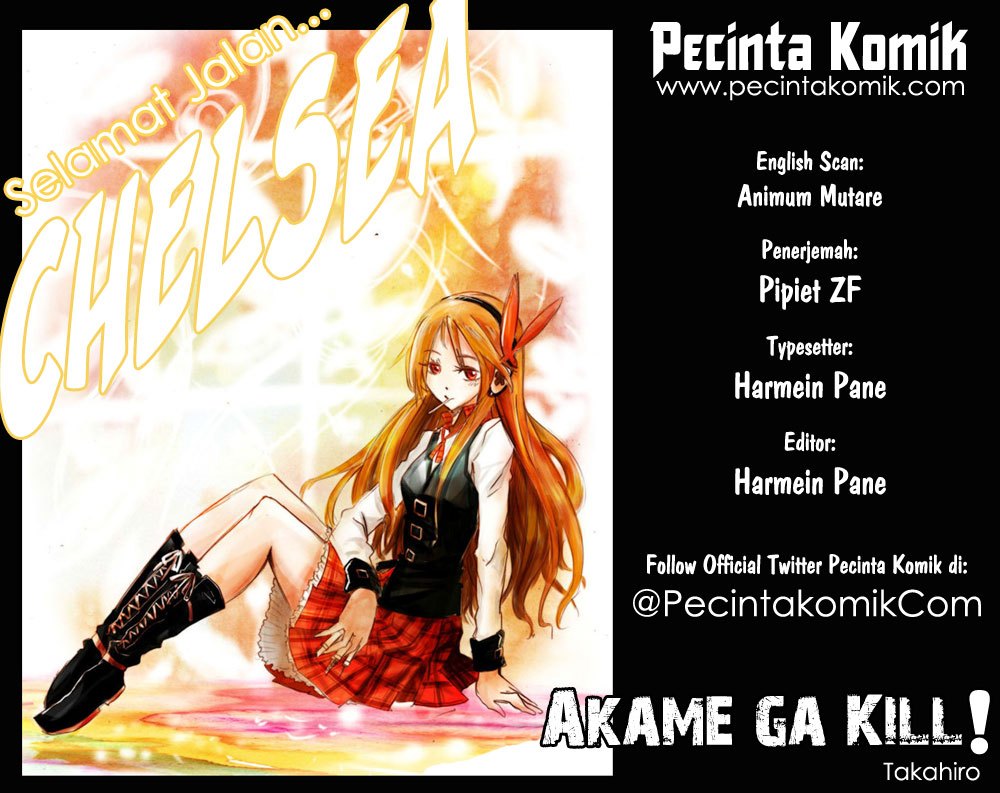 Selamat Jalan...
CHELSEA
Pecinta Komik
www.pecintakomik.com
English Scan:
Animum Mutare
Penerjemah:
Pipiet ZF
Typesetter:
Harmein Pane
Editor:
Harmein Pane
Follow Official Twitter Pecinta Komik di:
@PecintakomikCom
AKAME GA KILL!
Takahiro